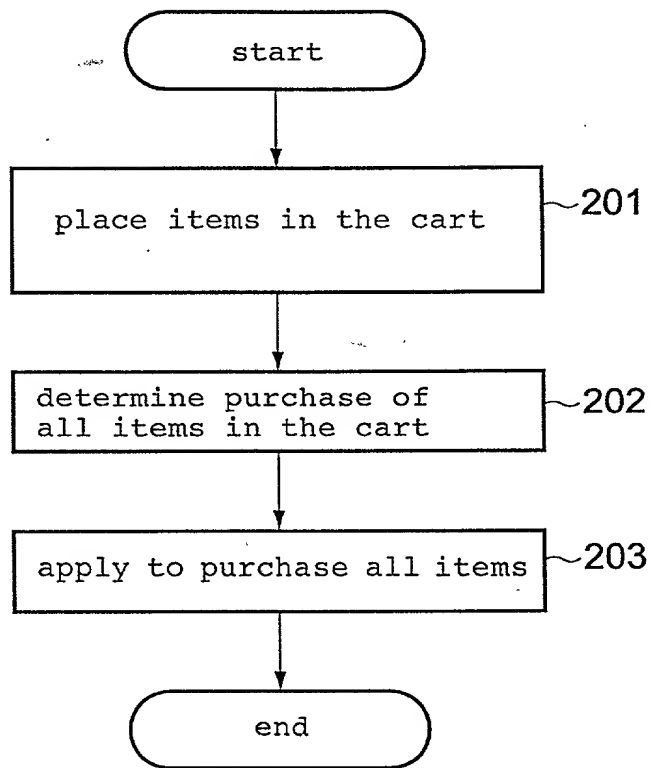 start
place items in the cart
201
determine purchase of
all items in the cart
202
apply to purchase all items
203
end